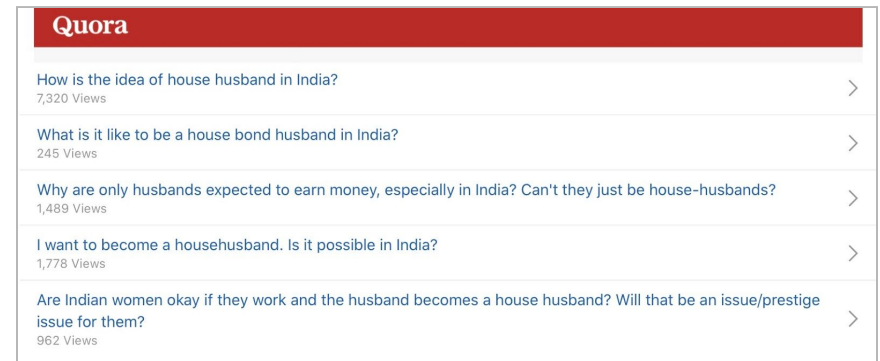 Quora
How is the idea of house husband in India?
7,320 Views
What is it like to be a house bond husband in India?
245 Views
Why are only husbands expected to earn money, especially in India? Can't they just be house-husbands?
1,489 Views
I want to become a househusband. Is it possible in India?
1,778 Views
Are Indian women okay if they work and the husband becomes a house husband? Will that be an issue/prestige
issue for them?
962 Views